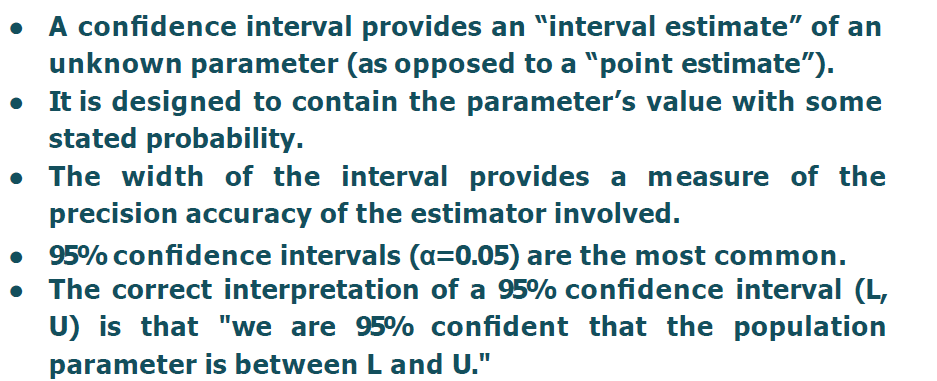 ● A confidence interval provides an “interval estimate” of an
unknown parameter (as opposed to a “point estimate”).
● It is designed to contain the parameter’s value with some
stated probability.
● The width of the interval provides a measure of the
precision accuracy of the estimator involved.
● 95% confidence intervals (α=0.05) are the most common.
● The correct interpretation of a 95% confidence interval (L,
U) is that "we are 95% confident that the population
parameter is between L and U."